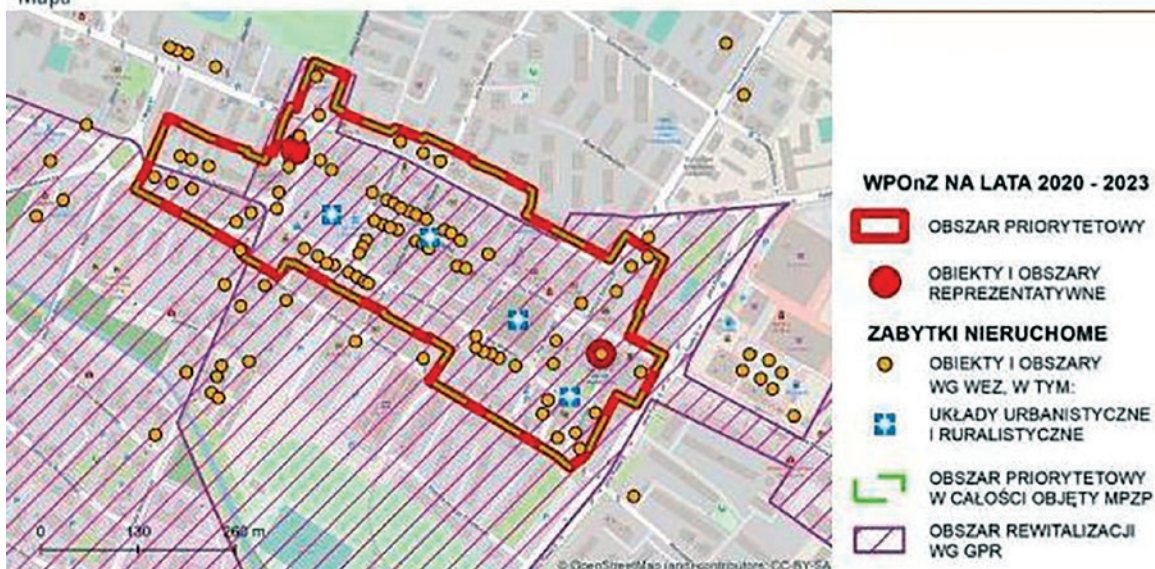 Mapa
WPOnZ NA LATA 2020 - 2023
OBSZAR PRIORYTETOWY
OBIEKTY I OBSZARY
REPREZENTATYWNE
ZABYTKI NIERUCHOME
OBIEKTY I OBSZARY
WG WEZ, W TYM:
UKŁADY URBANISTYCZNE
I RURALISTYCZNE
OBSZAR PRIORYTETOWY
W CAŁOŚCI OBJĘTY MPZP
OBSZAR REWITALIZACJI
WG GPR
0 130 260 m
© OpenStreetMap (and) contributors, CC-BY-SA